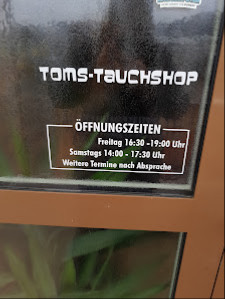 TOMS-TAUCHSHOP
ÖFFNUNGSZEITEN
Freitag 16:30 -19:00 Uhr
Samstags 14:00 - 17:30 Uhr
Weitere Termine nach Absprache